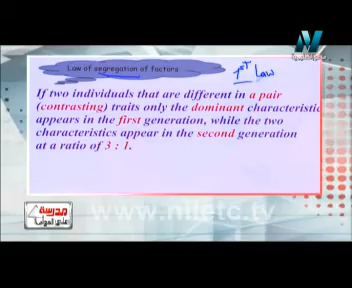 Law of segregation of factors
1st Law
If two individuals that are different in a pair
(contrasting) traits only the dominant characteristic
appears in the first generation, while the two
characteristics appear in the second generation
at a ratio of 3 : 1.
مدرسة
على الهواء
www.niletc.tv